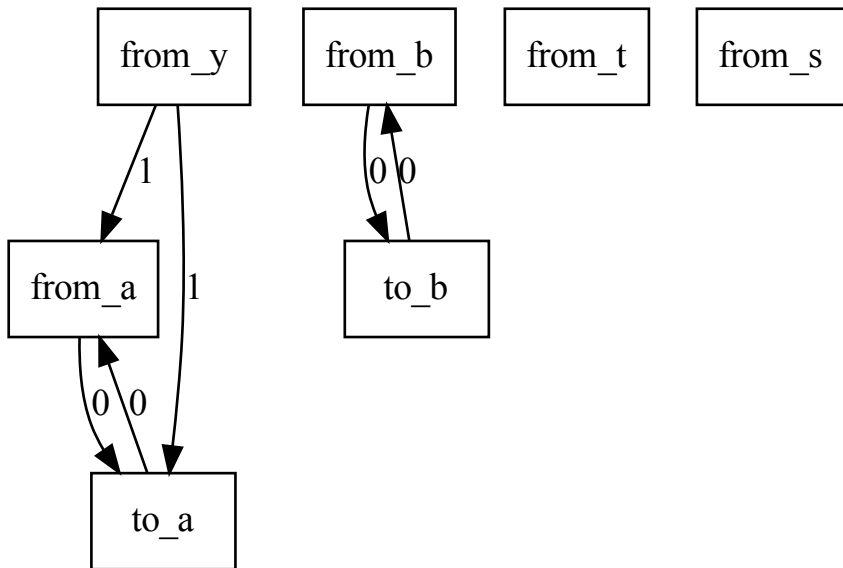 from_y
from_b
from_t
from_s
1
0
0
from_a
1
to_b
0
0
to_a